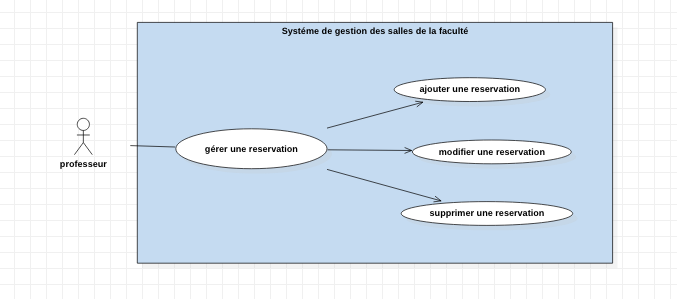 Systéme de gestion des salles de la faculté
ajouter une reservation
gérer une reservation
modifier une reservation
professeur
supprimer une reservation